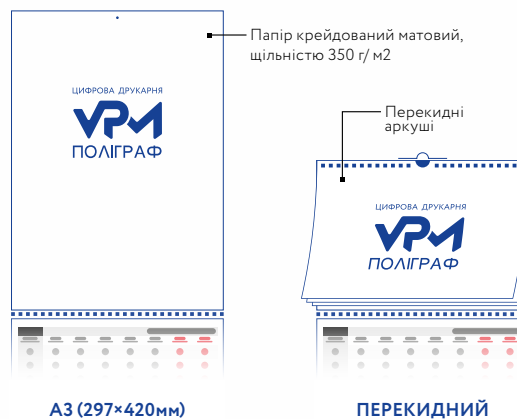 Папір крейдований матовий,
щільністю 350 г/ м2
ЦИФРОВА ДРУКАРНЯ
VPM
ПОЛІГРАФ
Перекидні
аркуші
ЦИФРОВА ДРУКАРНЯ
VPM
ПОЛІГРАФ
А3 (297×420мм)
ПЕРЕКИДНИЙ